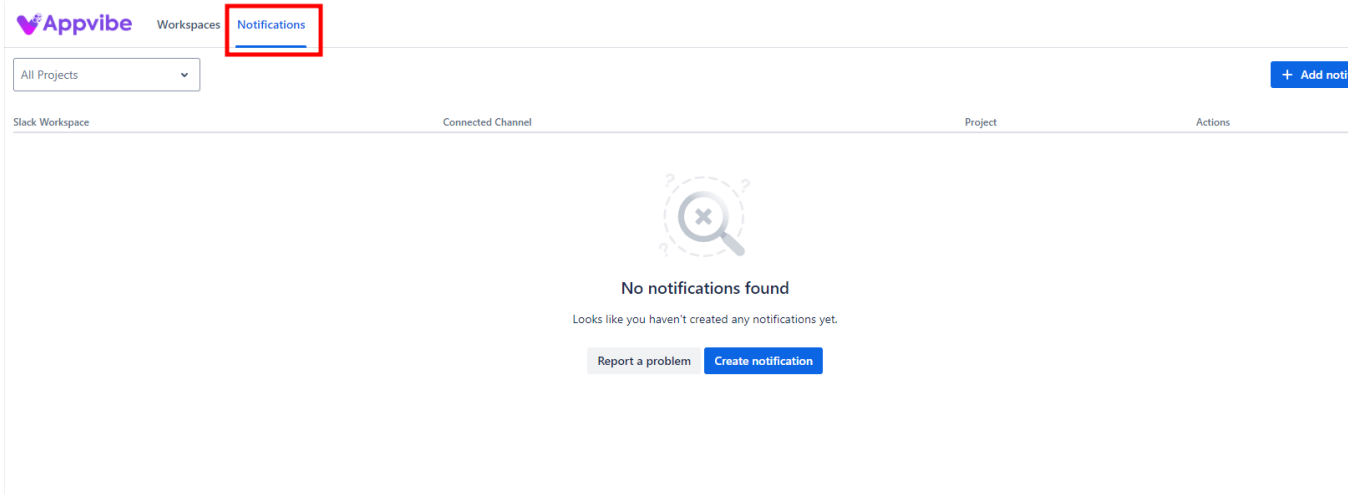 Appvibe Workspaces Notifications
All Projects
+ Add noti
Slack Workspace Connected Channel Project Actions
? ?
?
No notifications found
Looks like you haven't created any notifications yet.
Report a problem Create notification